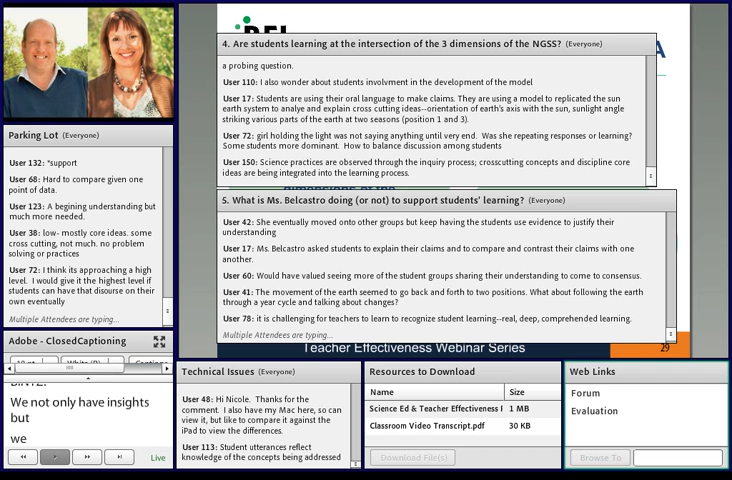 4. Are students learning at the intersection of the 3 dimensions of the NGSS? (Everyone)
a probing question.
User 110: I also wonder about students involvment in the development of the model
User 17: Students are using their oral language to make claims. They are using a model to replicated the sun
earth system to analye and explain cross cutting ideas--orientation of earth's axis with the sun, sunlight angle
striking various parts of the earth at two seasons (position 1 and 3).
User 72: girl holding the light was not saying anything until very end. Was she repeating responses or learning?
Some students more dominant. How to balance discussion among students
User 150: Science practices are observed through the inquiry process; crosscutting concepts and discipline core
ideas are being integrated into the learning process.
5. What is Ms. Belcastro doing (or not) to support students' learning? (Everyone)
User 42: She eventually moved onto other groups but keep having the students use evidence to justify their
understanding
User 17: Ms. Belcastro asked students to explain their claims and to compare and contrast their claims with one
another.
User 60: Would have valued seeing more of the student groups sharing their understanding to come to consensus.
User 41: The movement of the earth seemed to go back and forth to two positions. What about following the earth
through a year cycle and talking about changes?
User 78: it is challenging for teachers to learn to recognize student learning--real, deep, comprehended learning.
Multiple Attendees are typing...
Teacher Effectiveness Webinar Series
29
Parking Lot (Everyone)
User 132: *support
User 68: Hard to compare given one
point of data.
User 123: A begining understanding but
much more needed.
User 38: low- mostly core ideas. some
cross cutting, not much. no problem
solving or practices
User 72: I think its approaching a high
level. I would give it the highest level if
students can have that disourse on their
own eventually
Multiple Attendees are typing...
Adobe - ClosedCaptioning
We not only have insights
but
we
Live
Technical Issues (Everyone)
User 48: Hi Nicole. Thanks for the
comment. I also have my Mac here, so can
view it, but like to compare it against the
iPad to view the differences.
User 113: Student utterances reflect
knowledge of the concepts being addressed
Resources to Download
Name Size
Science Ed & Teacher Effectiveness 1 MB
Classroom Video Transcript.pdf 30 KB
Download File(s)
Web Links
Forum
Evaluation
Browse To